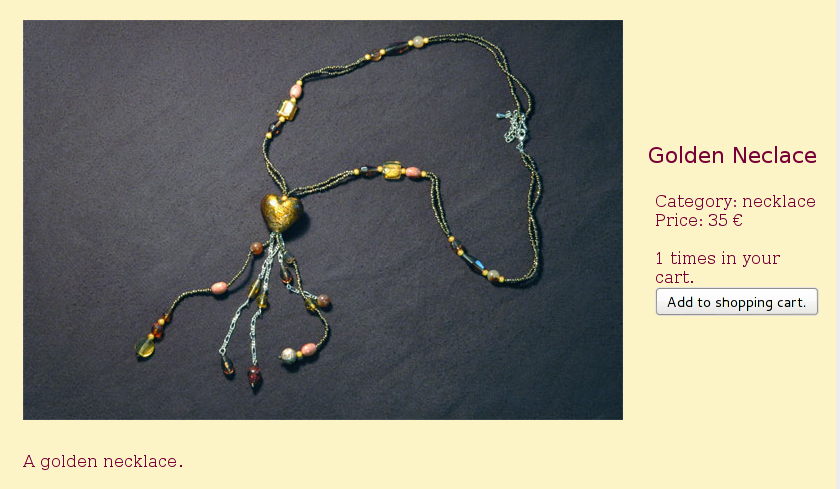 Golden Neclace
Category: necklace
Price: 35 €
1 times in your
cart.
Add to shopping cart.
A golden necklace.